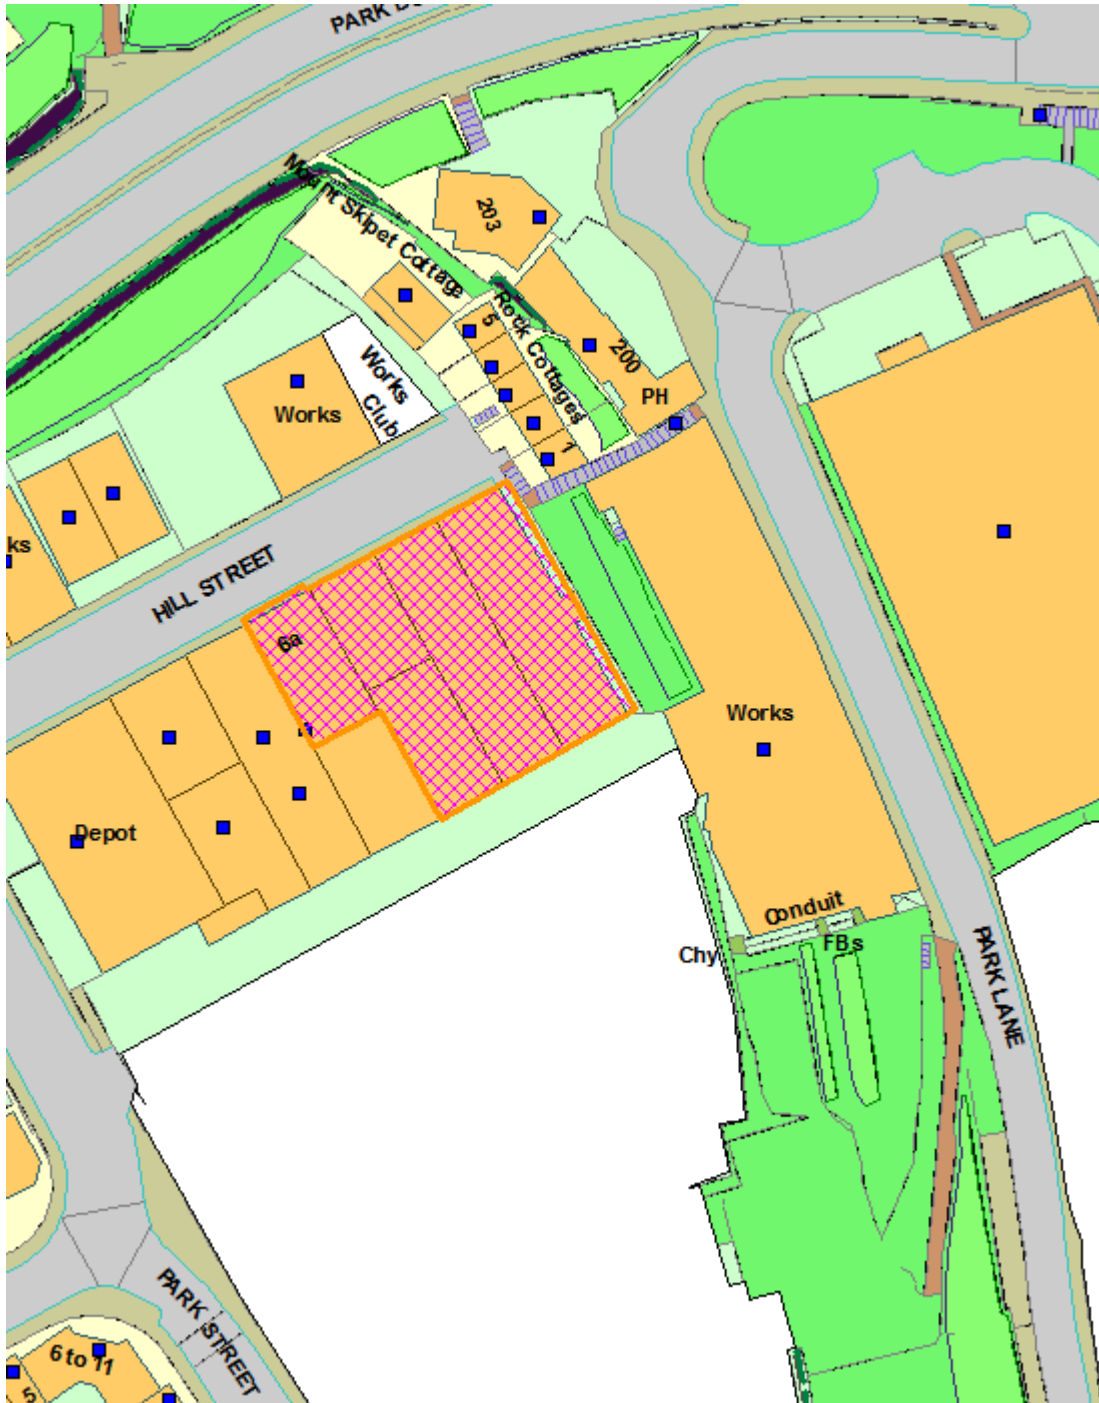 PARK
Mount Skipet Cottage
203
5
Rock Cottages
200
PH
Works
Club
Works
1
ks
HILL STREET
6a
Works
Depot
Conduit
FBs
Chy
PARK LANE
PARK STREET
6 to 11
5